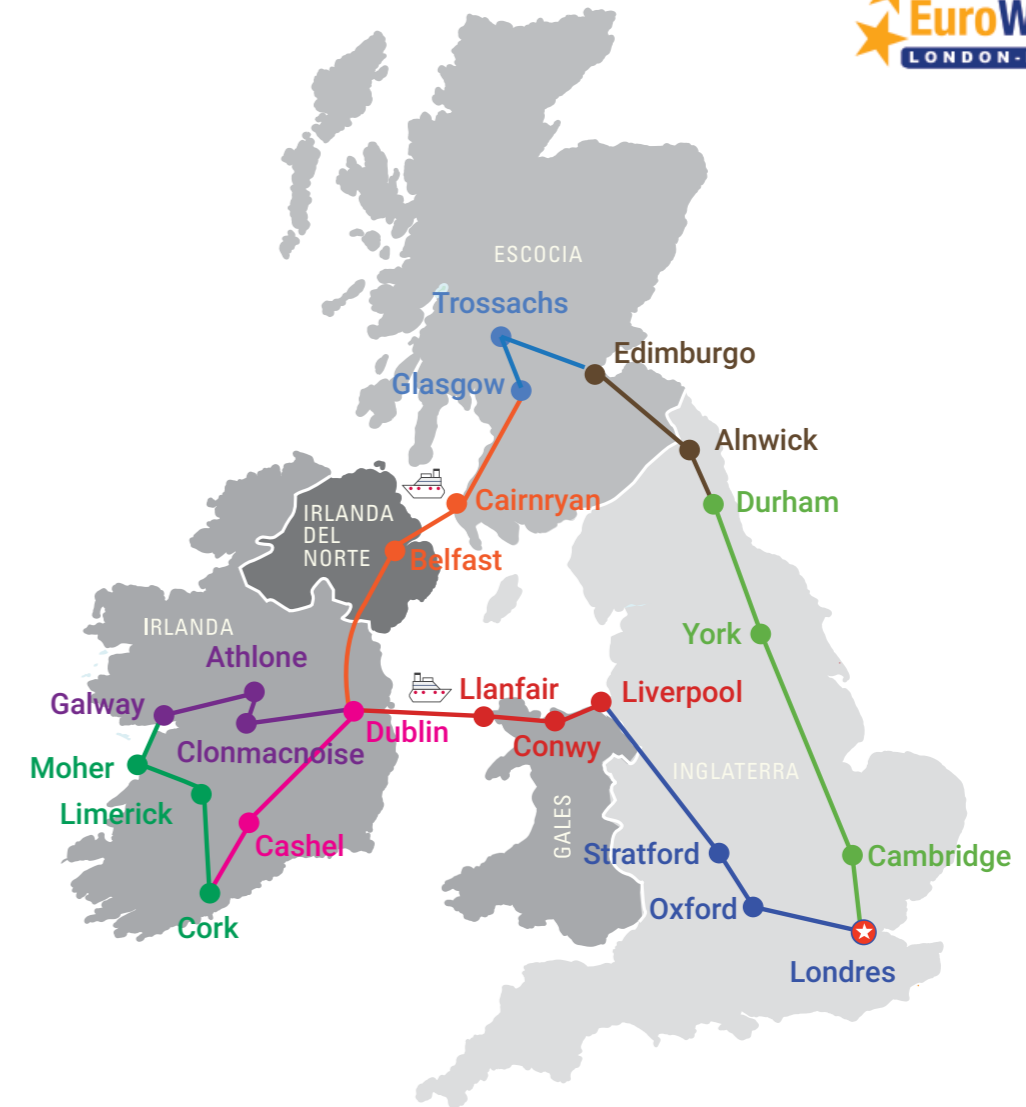 EuroW
LONDON-
ESCOCIA
Trossachs
Edimburgo
Glasgow
Alnwick
Cairnryan
Durham
IRLANDA
DEL
NORTE
Belfast
IRLANDA
York
Athlone
Galway
Llanfair
Liverpool
Dublin
Clonmacnoise
Conwy
Moher
INGLATERRA
Limerick
GALES
Cashel
Stratford
Cambridge
Oxford
Cork
Londres